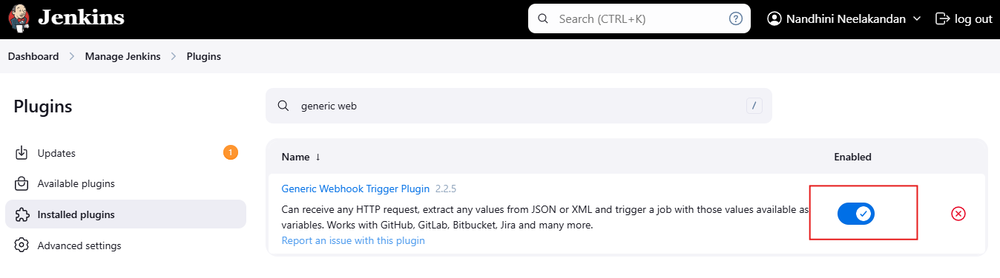 Jenkins
Search (CTRL+K)
?
Nandhini Neelakandan
log out
Dashboard > Manage Jenkins > Plugins
Plugins
generic web
/
Updates
1
Available plugins
Installed plugins
Advanced settings
Name ↓
Enabled
Generic Webhook Trigger Plugin 2.2.5
Can receive any HTTP request, extract any values from JSON or XML and trigger a job with those values available as
variables. Works with GitHub, GitLab, Bitbucket, Jira and many more.
Report an issue with this plugin